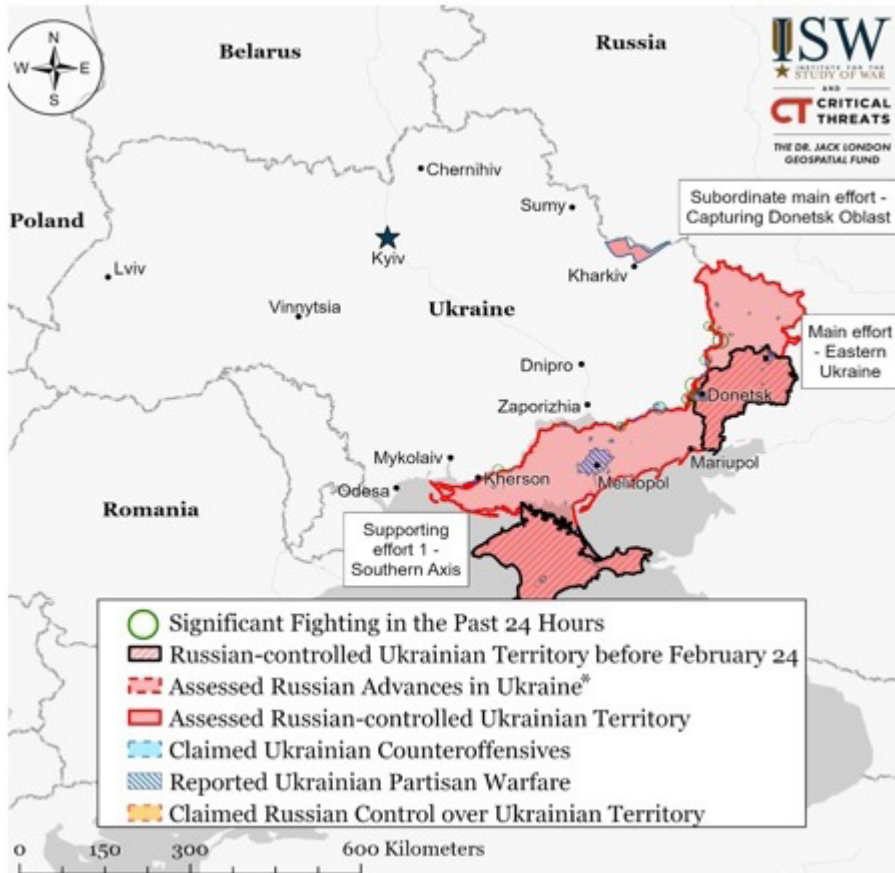 N
W
E
S
Belarus
Russia
ISW
INSTITUTE FOR THE
STUDY OF WAR
AND
CT CRITICAL
THREATS
THE DR. JACK LONDON
GEOSPATIAL FUND
Chernihiv
Sumy
Subordinate main effort -
Capturing Donetsk Oblast
Poland
Kyiv
Kharkiv
Lviv
Vinnytsia
Ukraine
Main effort
- Eastern
Ukraine
Dnipro
Donetsk
Zaporizhia
Mykolaiv
Mariupol
Kherson
Melitopol
Odesa
Romania
Supporting
effort 1 -
Southern Axis
Significant Fighting in the Past 24 Hours
Russian-controlled Ukrainian Territory before February 24
Assessed Russian Advances in Ukraine*
Assessed Russian-controlled Ukrainian Territory
Claimed Ukrainian Counteroffensives
Reported Ukrainian Partisan Warfare
Claimed Russian Control over Ukrainian Territory
0 150 300 600 Kilometers